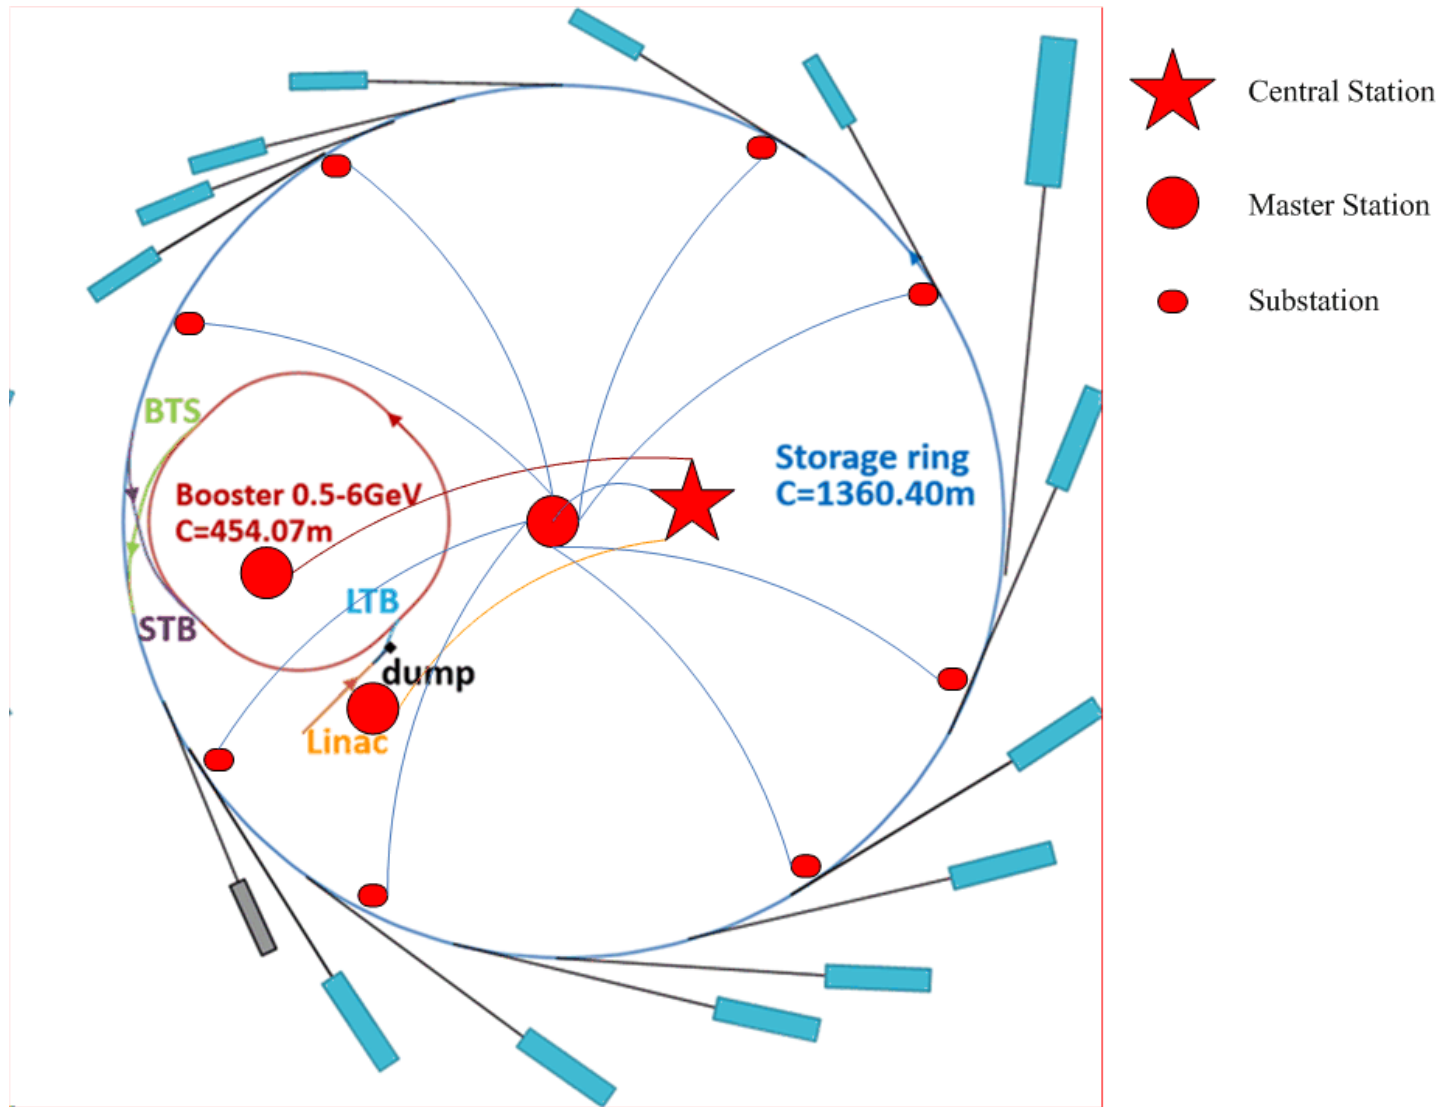 Central Station
Master Station
Substation
BTS
Booster 0.5-6GeV
C=454.07m
Storage ring
C=1360.40m
LTB
STB
dump
Linac